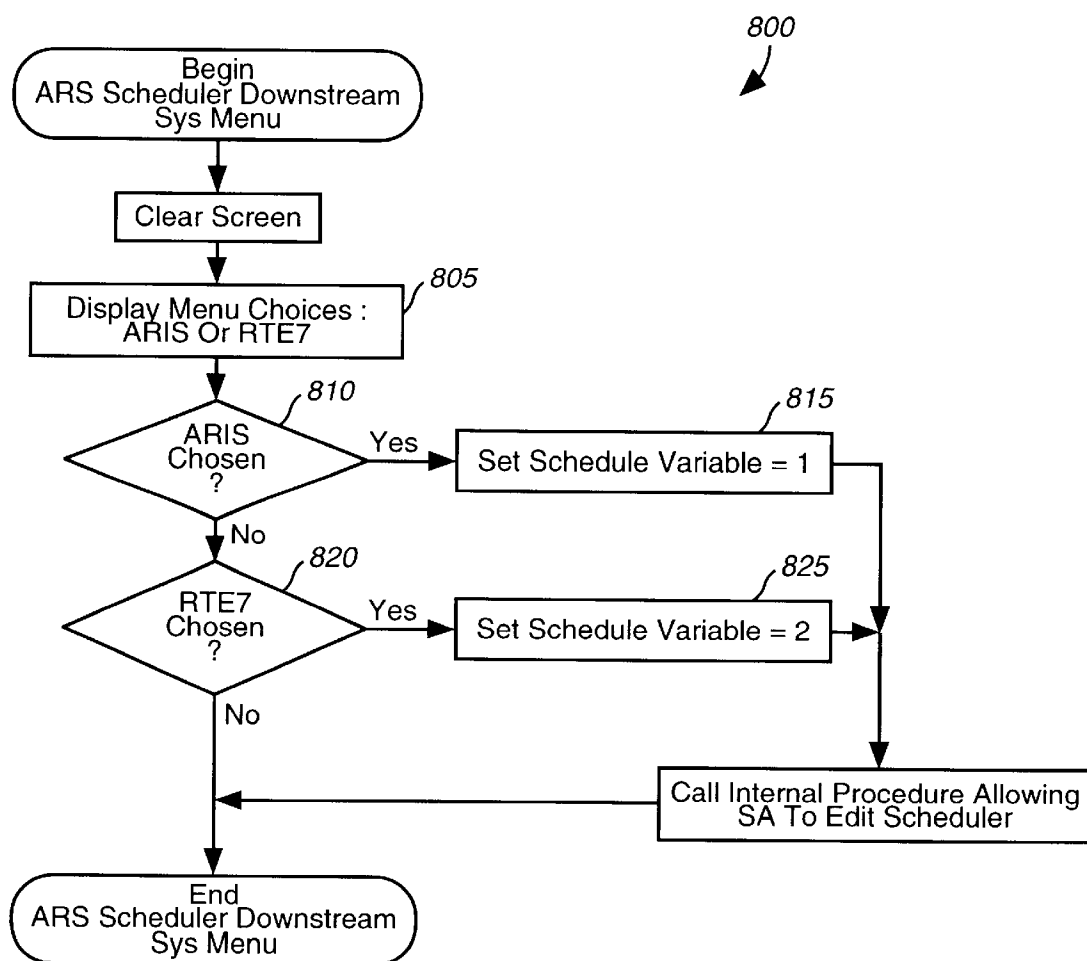 800
Begin
ARS Scheduler Downstream
Sys Menu
Clear Screen
805
Display Menu Choices :
ARIS Or RTE7
810
ARIS
Chosen
?
Yes
815
Set Schedule Variable = 1
No
820
RTE7
Chosen
?
Yes
825
Set Schedule Variable = 2
No
Call Internal Procedure Allowing
SA To Edit Scheduler
End
ARS Scheduler Downstream
Sys Menu